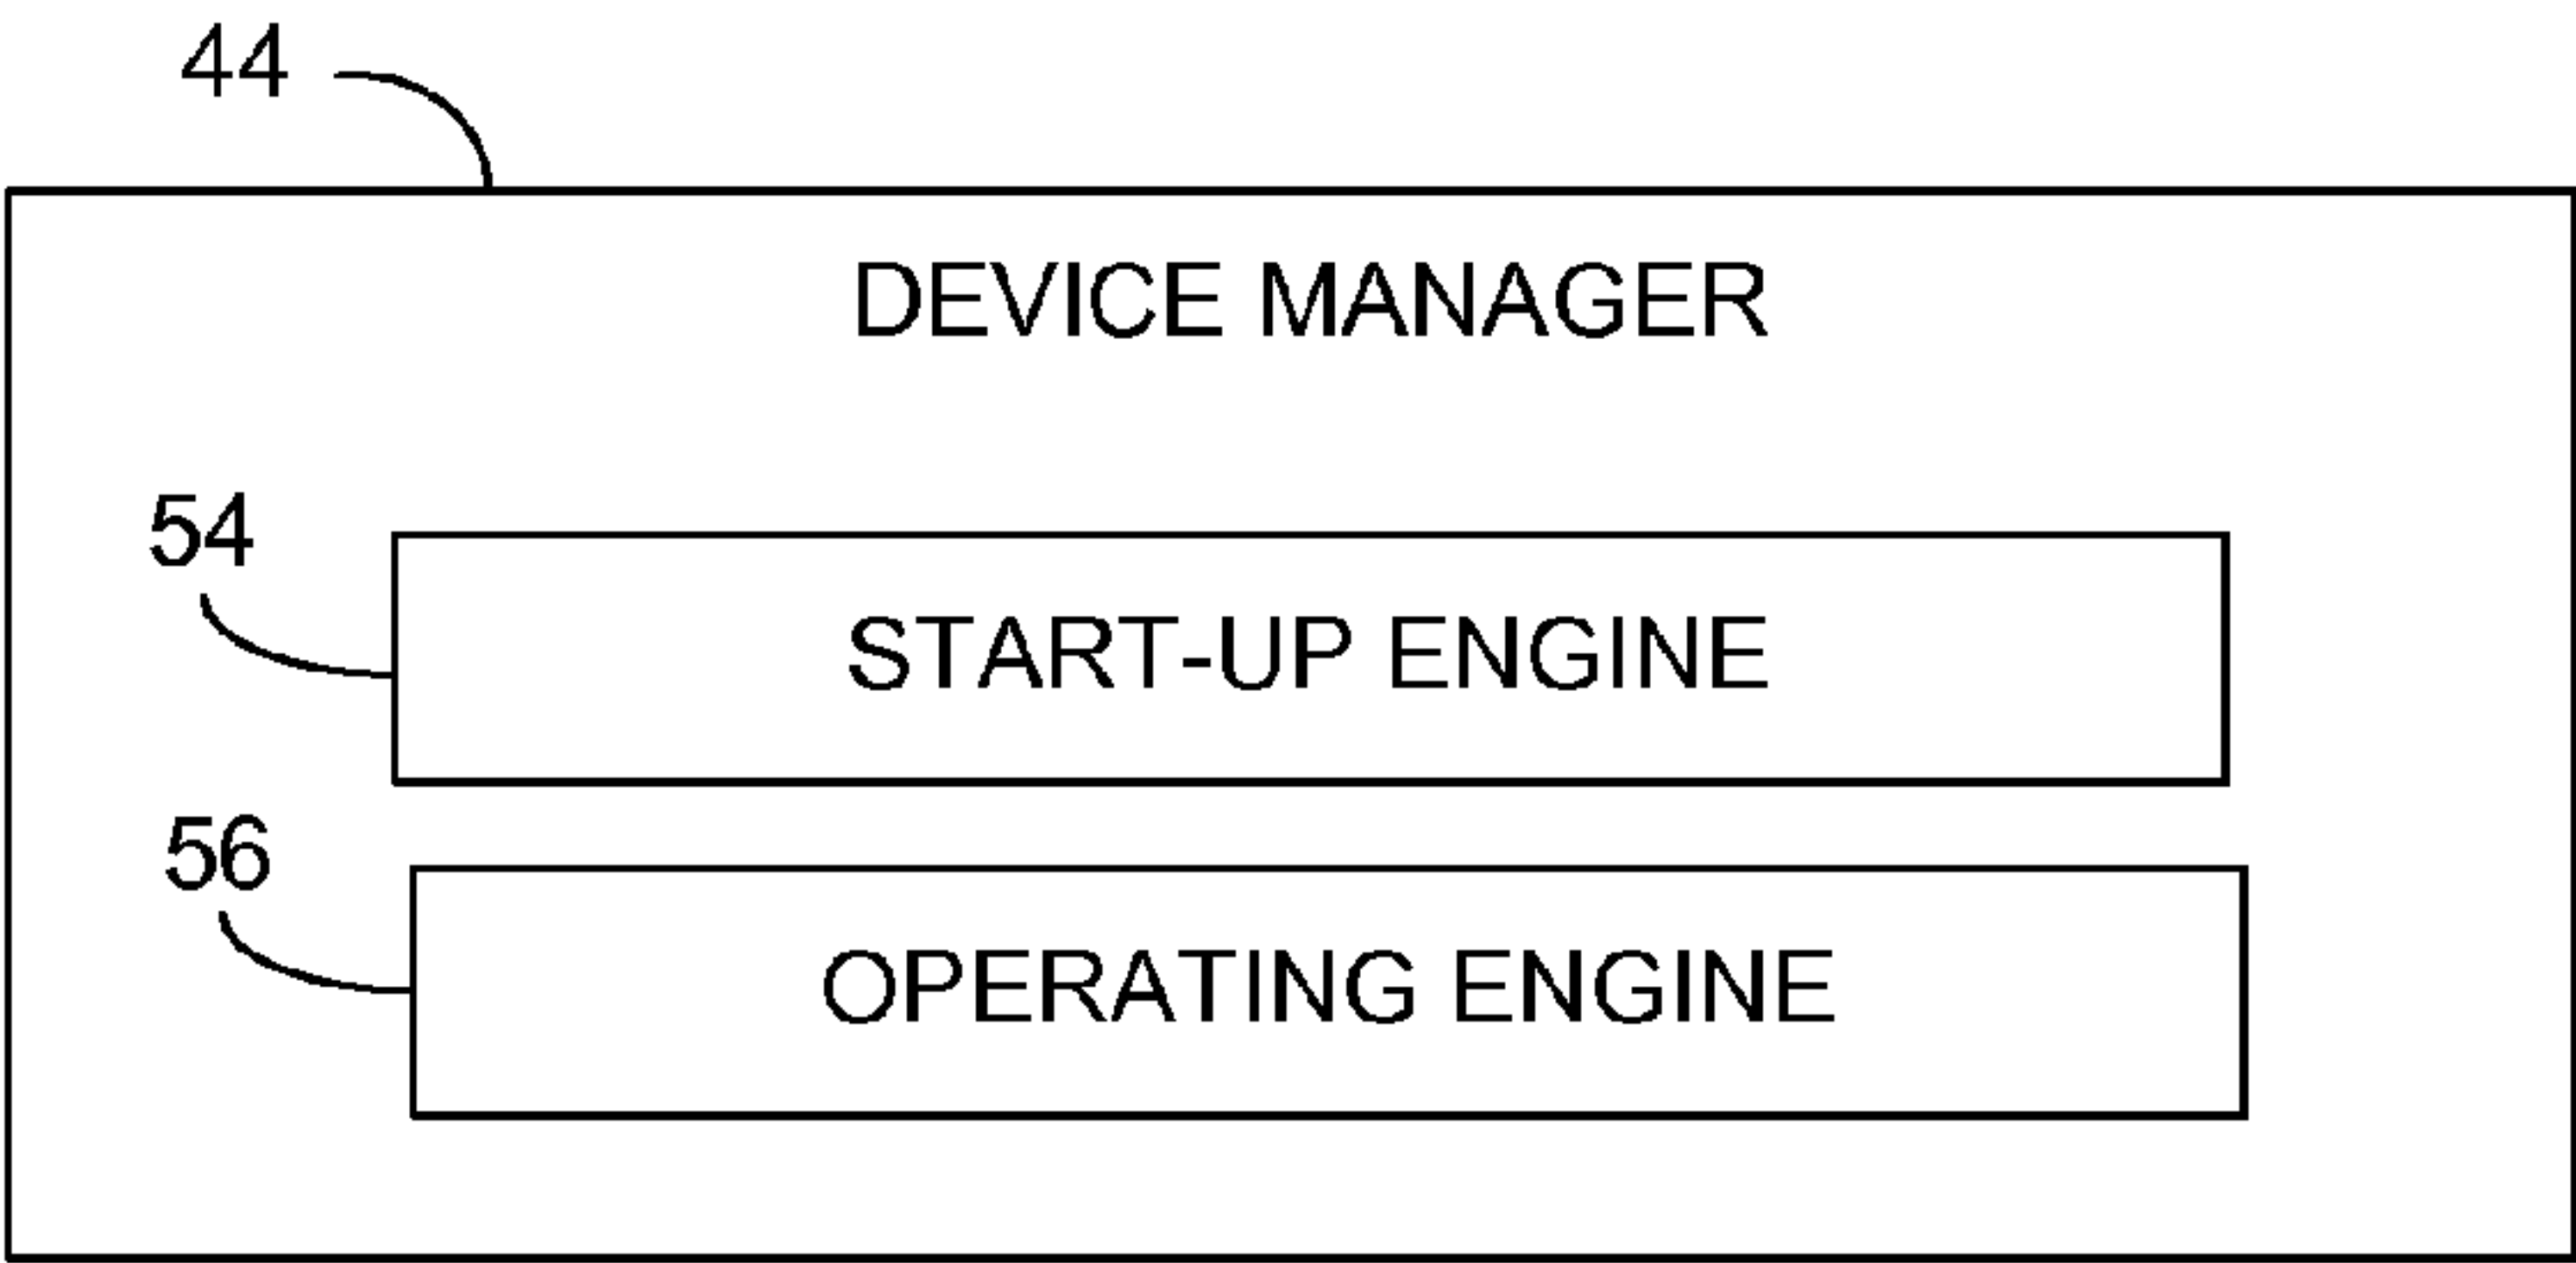 44
DEVICE MANAGER
54
START-UP ENGINE
56
OPERATING ENGINE